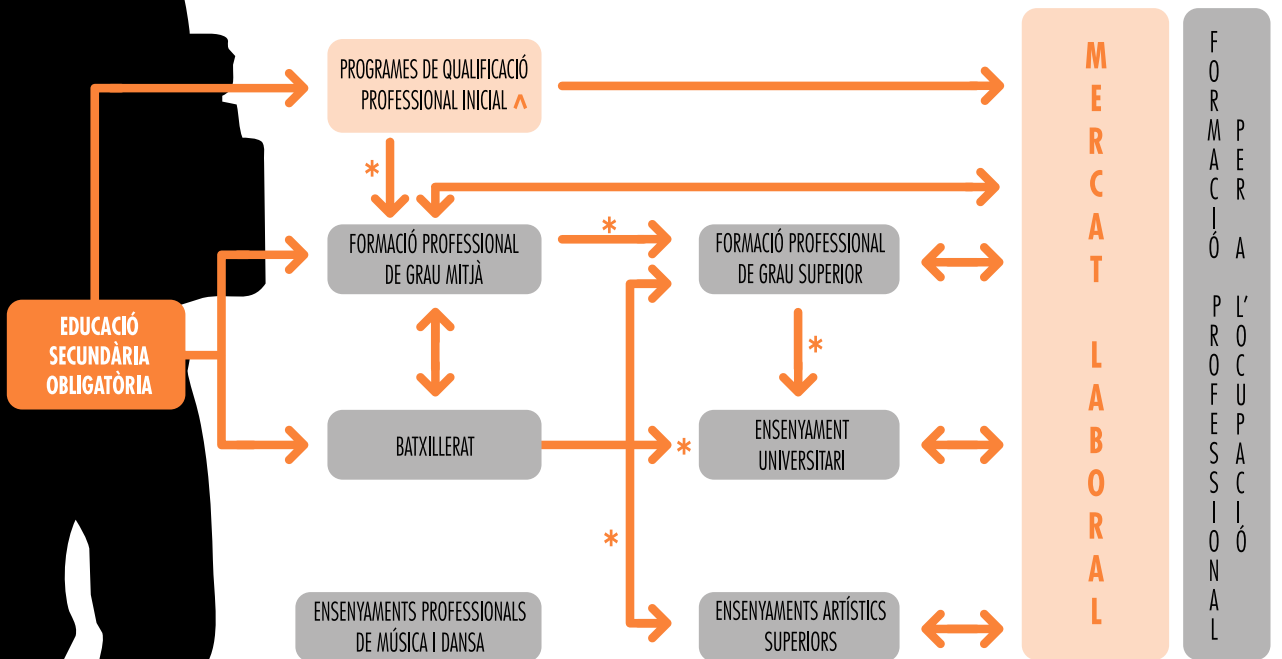 PROGRAMES DE QUALIFICACIÓ
PROFESSIONAL INICIAL ^
*
*
FORMACIÓ PROFESSIONAL
DE GRAU MITJÀ
FORMACIÓ PROFESSIONAL
DE GRAU SUPERIOR
EDUCACIÓ
SECUNDÀRIA
OBLIGATÒRIA
*
BATXILLERAT
*
ENSENYAMENT
UNIVERSITARI
*
ENSENYAMENTS PROFESSIONALS
DE MÚSICA I DANSA
ENSENYAMENTS ARTÍSTICS
SUPERIORS
MERCAT LABORAL
FORMACIÓ PROFESSIONAL
PER A L’OCUPACIÓ